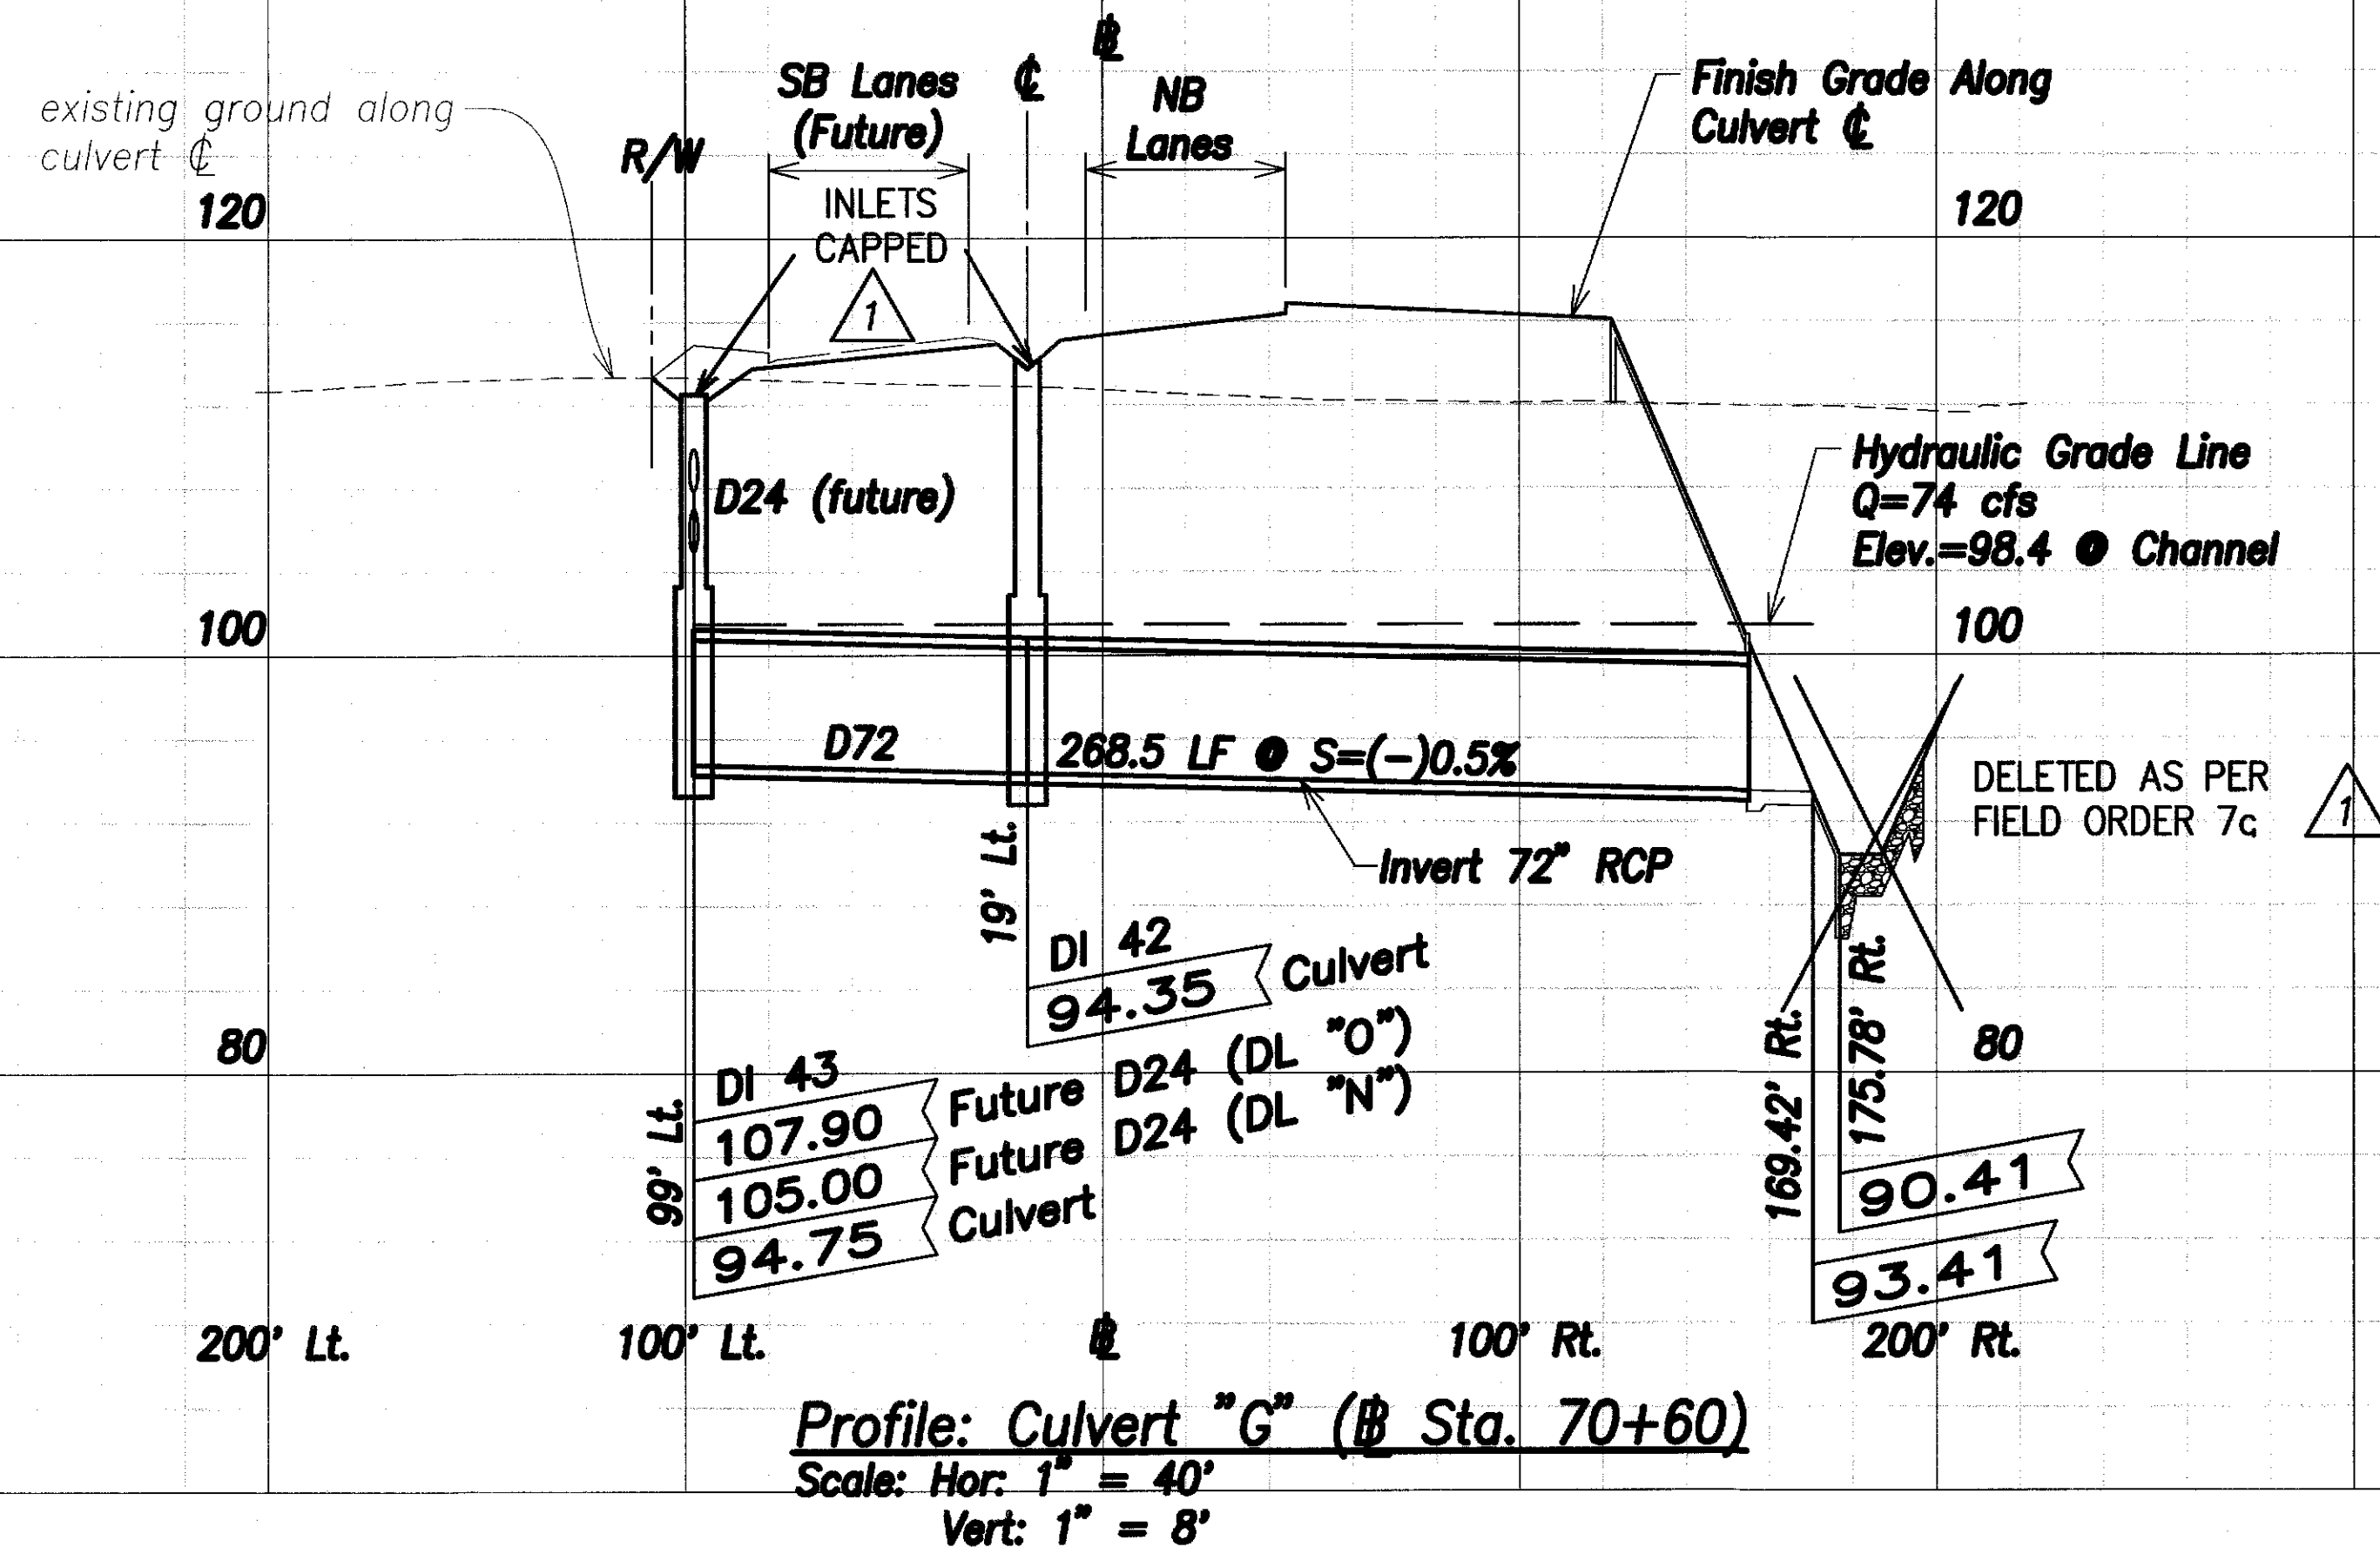 ℄
SB Lanes
(Future)
℄
NB
Lanes
Finish Grade Along
Culvert ℄
existing ground along
culvert ℄
R/W
INLETS
CAPPED
1
120
120
D24 (future)
Hydraulic Grade Line
Q=74 cfs
Elev.=98.4 @ Channel
100
100
D72
268.5 LF @ S=(-)0.5%
DELETED AS PER
FIELD ORDER 7c
1
Invert 72" RCP
19' Lt.
DI 42
94.35 Culvert
80
80
DI 43
107.90 Future D24 (DL "O")
105.00 Future D24 (DL "N")
94.75 Culvert
99' Lt.
169.42' Rt.
175.78' Rt.
90.41
93.41
200' Lt.
100' Lt.
100' Rt.
200' Rt.
Profile: Culvert "G" (BL Sta. 70+60)
Scale: Hor: 1" = 40'
Vert: 1" = 8'